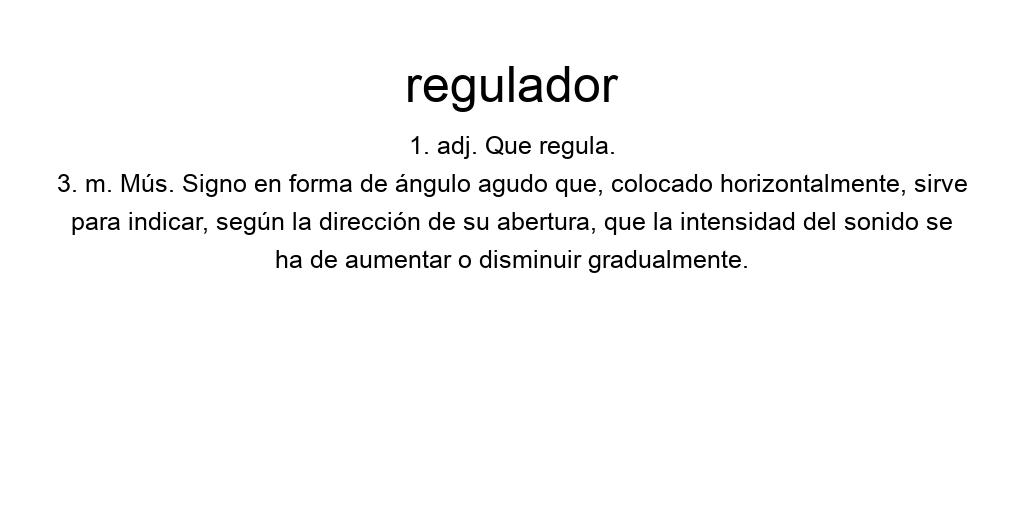 regulador
1. adj. Que regula.
3. m. Mús. Signo en forma de ángulo agudo que, colocado horizontalmente, sirve
para indicar, según la dirección de su abertura, que la intensidad del sonido se
ha de aumentar o disminuir gradualmente.